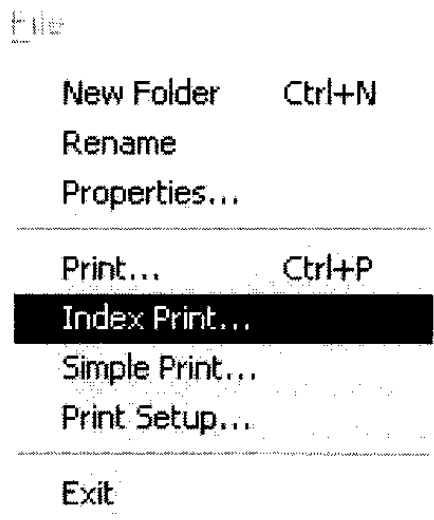 File
New Folder Ctrl+N
Rename
Properties...
Print... Ctrl+P
Index Print...
Simple Print...
Print Setup...
Exit